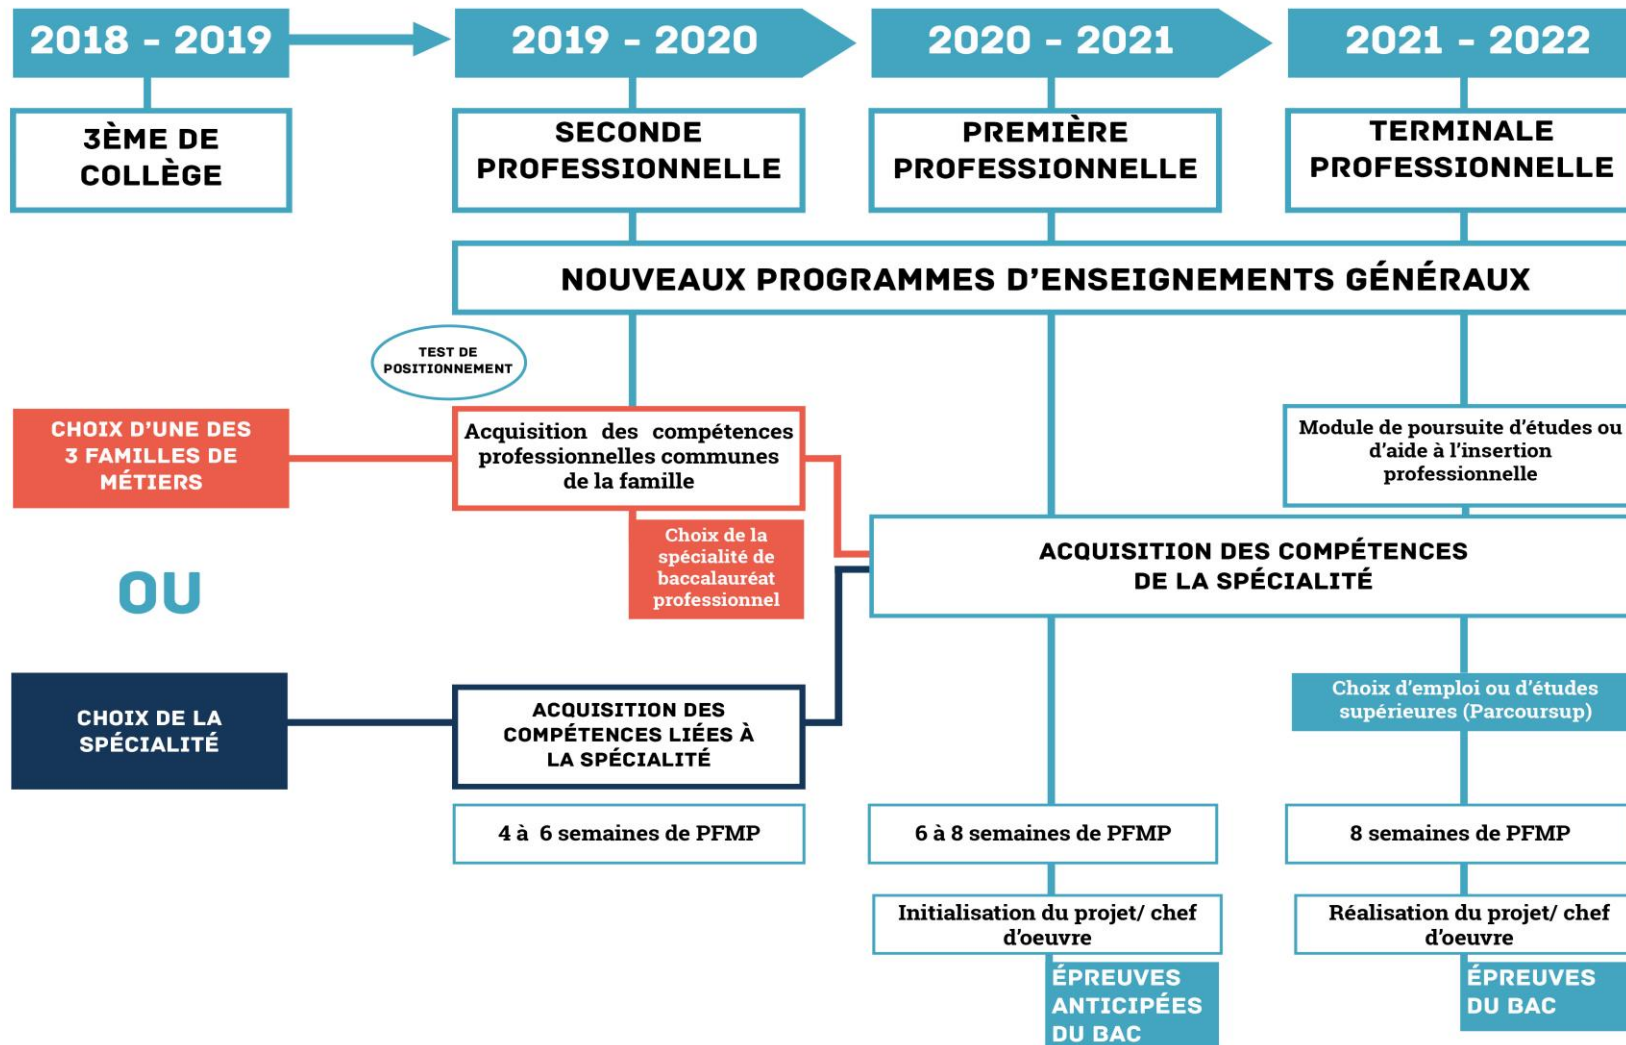 2018 - 2019
2019 - 2020
2020 - 2021
2021 - 2022
3ÈME DE
COLLÈGE
SECONDE
PROFESSIONNELLE
PREMIÈRE
PROFESSIONNELLE
TERMINALE
PROFESSIONNELLE
NOUVEAUX PROGRAMMES D'ENSEIGNEMENTS GÉNÉRAUX
TEST DE
POSITIONNEMENT
CHOIX D'UNE DES
3 FAMILLES DE
MÉTIERS
Acquisition des compétences
professionnelles communes
de la famille
Module de poursuite d'études ou
d'aide à l'insertion
professionnelle
Choix de la
spécialité de
baccalauréat
professionnel
ACQUISITION DES COMPÉTENCES
DE LA SPÉCIALITÉ
OU
CHOIX DE LA
SPÉCIALITÉ
ACQUISITION DES
COMPÉTENCES LIÉES À
LA SPÉCIALITÉ
Choix d'emploi ou d'études
supérieures (Parcoursup)
4 à 6 semaines de PFMP
6 à 8 semaines de PFMP
8 semaines de PFMP
Initialisation du projet/ chef
d'oeuvre
Réalisation du projet/ chef
d'oeuvre
ÉPREUVES
ANTICIPÉES
DU BAC
ÉPREUVES
DU BAC